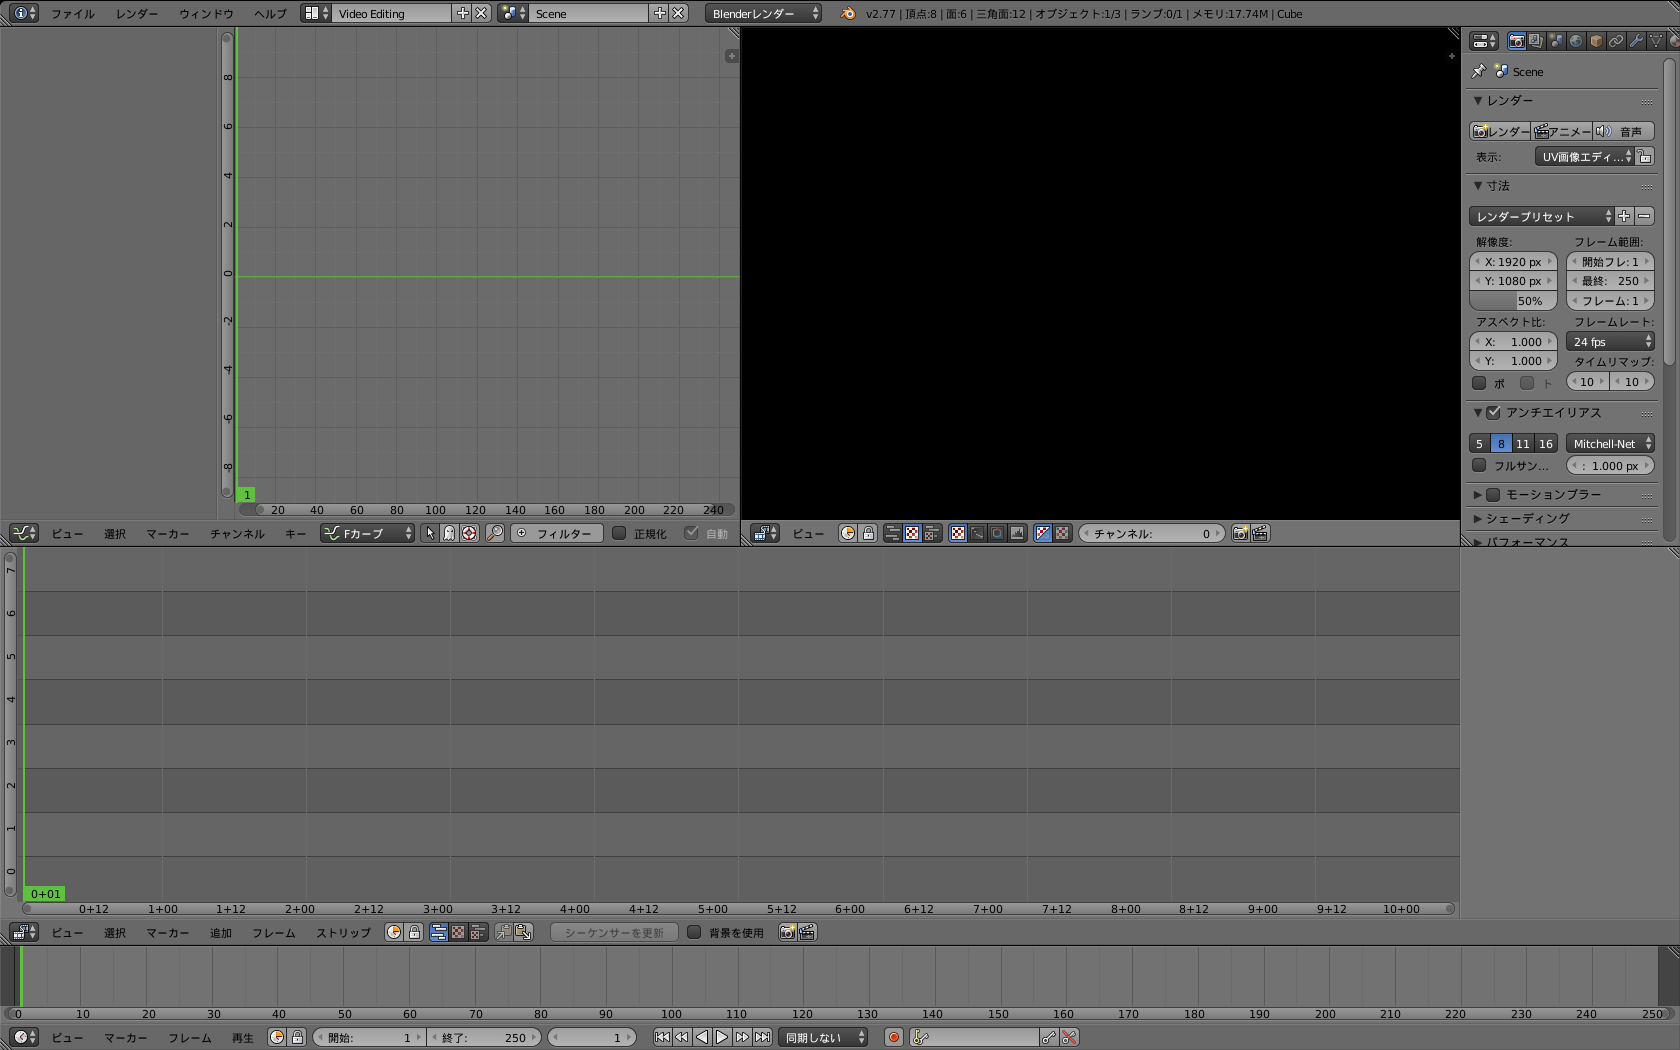 ファイル レンダー ウィンドウ ヘルプ Video Editing Scene Blenderレンダー v2.77 | 頂点:8 | 面:6 | 三角面:12 | オブジェクト:1/3 | ランプ:0/1 | メモリ:17.74M | Cube
8
6
4
2
0
-2
-4
-6
-8
1
20 40 60 80 100 120 140 160 180 200 220 240
ビュー 選択 マーカー チャンネル キー Fカーブ フィルター 正規化 自動
ビュー チャンネル: 0
Scene
レンダー
レンダー アニメー 音声
表示: UV画像エディ...
寸法
レンダープリセット
解像度: フレーム範囲:
X: 1920 px 開始フレ: 1
Y: 1080 px 最終: 250
50% フレーム: 1
アスペクト比: フレームレート:
X: 1.000 24 fps
Y: 1.000 タイムリマップ:
ボ ト 10 10
アンチエイリアス
5 8 11 16 Mitchell-Net
フルサン... : 1.000 px
モーションブラー
シェーディング
パフォーマンス
7
6
5
4
3
2
1
0
0+01
0+12 1+00 1+12 2+00 2+12 3+00 3+12 4+00 4+12 5+00 5+12 6+00 6+12 7+00 7+12 8+00 8+12 9+00 9+12 10+00
ビュー 選択 マーカー 追加 フレーム ストリップ シーケンサーを更新 背景を使用
0 10 20 30 40 50 60 70 80 90 100 110 120 130 140 150 160 170 180 190 200 210 220 230 240 250
ビュー マーカー フレーム 再生 開始: 1 終了: 250 1 同期しない